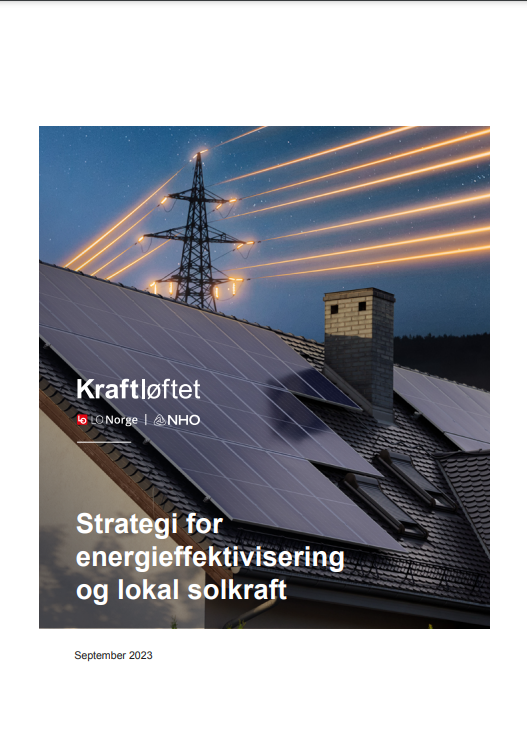 Kraftløftet
LO Norge | NHO
Strategi for
energieffektivisering
og lokal solkraft
September 2023